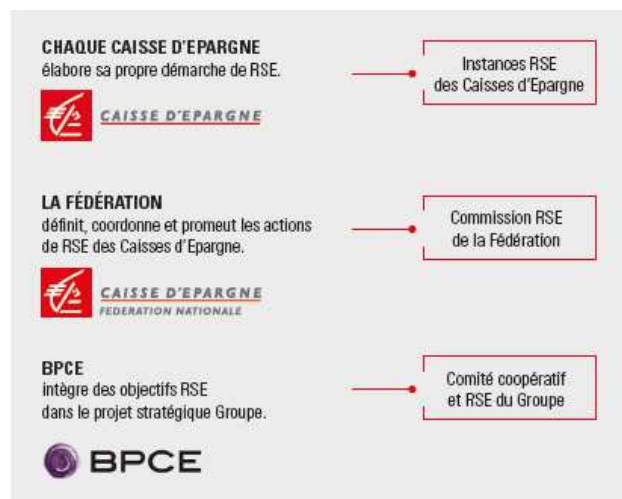 CHAQUE CAISSE D'EPARGNE
élabore sa propre démarche de RSE.
Instances RSE
des Caisses d'Epargne
CAISSE D'EPARGNE
LA FÉDÉRATION
définit, coordonne et promeut les actions
de RSE des Caisses d'Epargne.
Commission RSE
de la Fédération
CAISSE D'EPARGNE
FEDERATION NATIONALE
BPCE
intègre des objectifs RSE
dans le projet stratégique Groupe.
Comité coopératif
et RSE du Groupe
BPCE